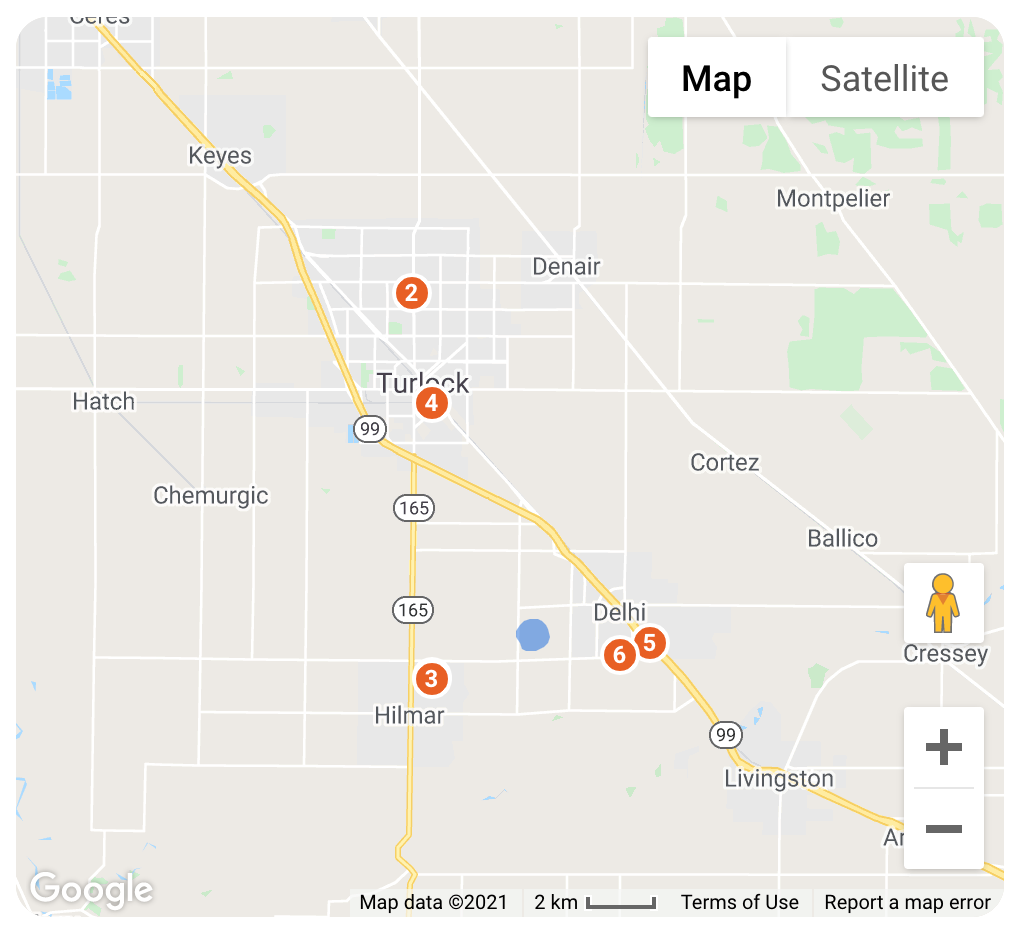 Ceres
Map
Satellite
Keyes
Montpelier
Denair
2
Turlock
4
Hatch
99
Cortez
Chemurgic
165
Ballico
165
Delhi
5
6
Cressey
3
Hilmar
99
Livingston
Google
Map data ©2021
2 km
Terms of Use
Report a map error